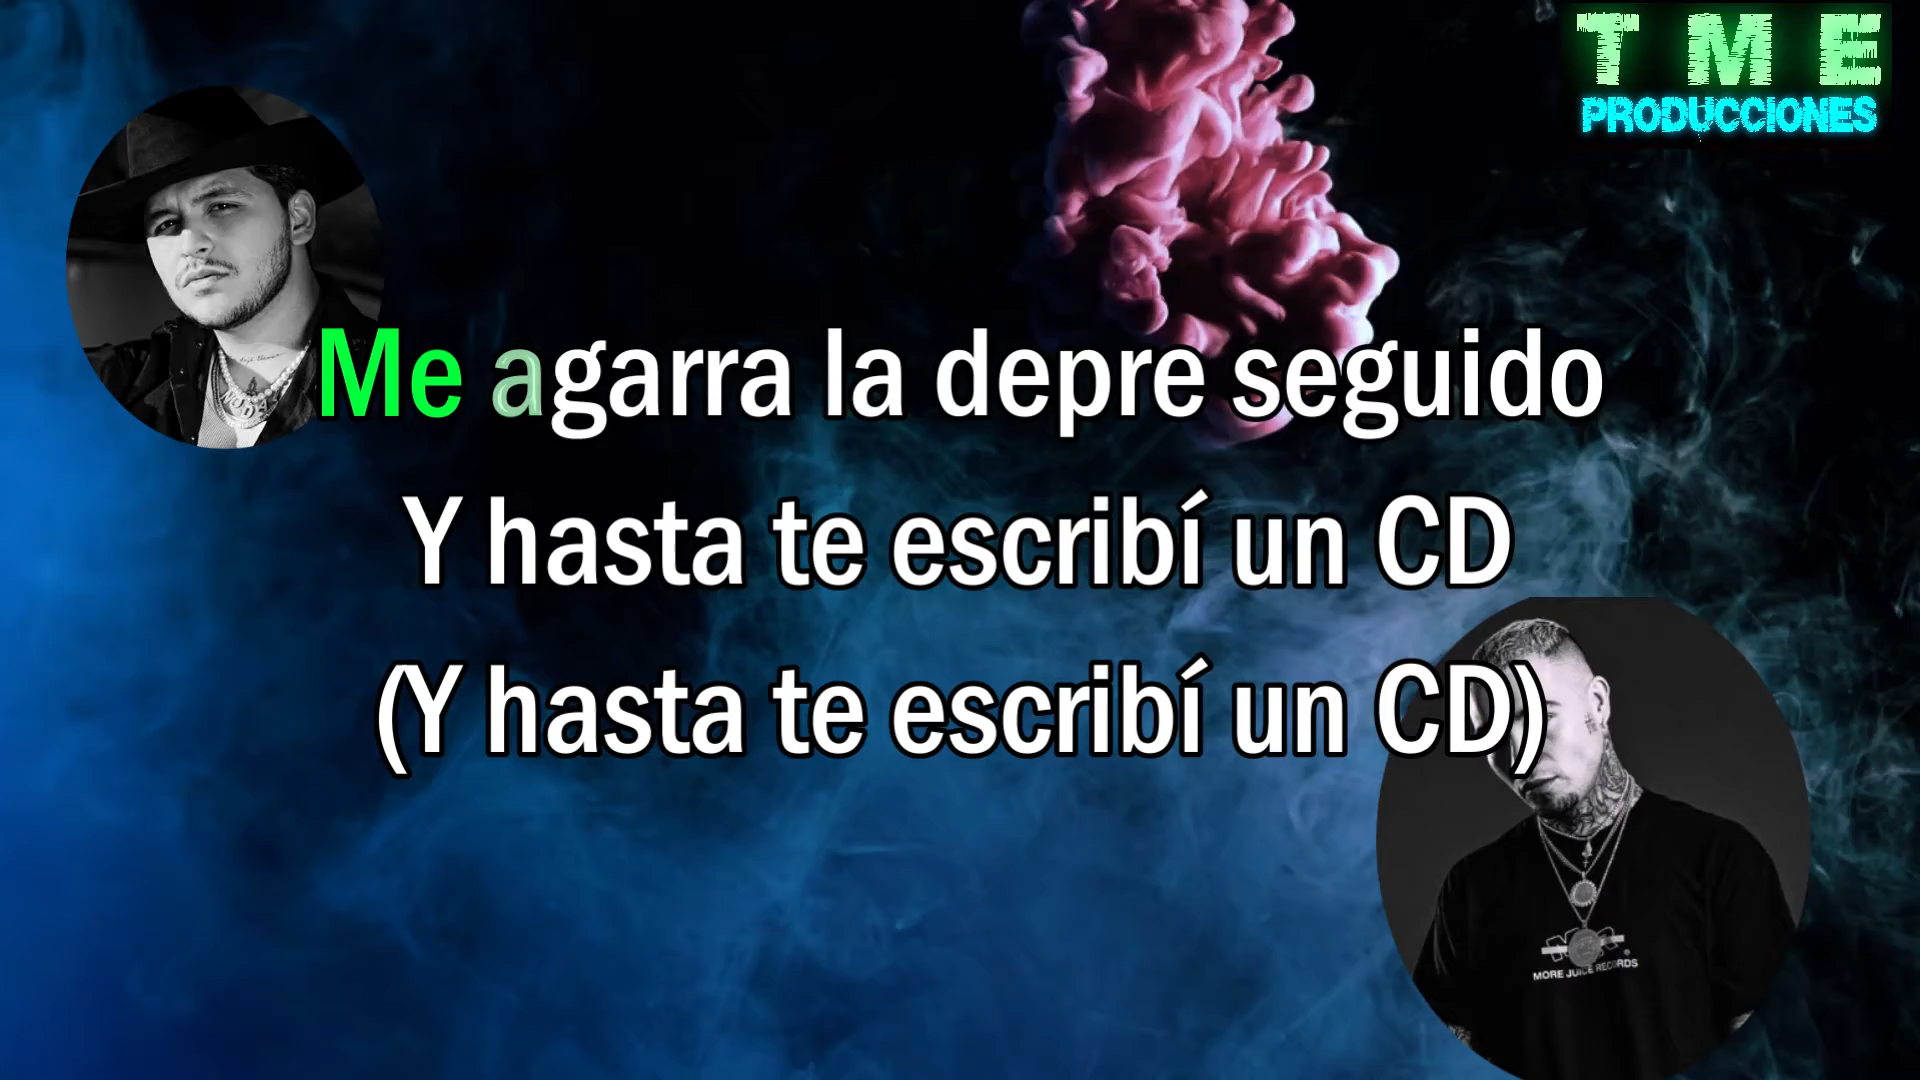 T M E
PRODUCCIONES
Me agarra la depre seguido
Y hasta te escribí un CD
(Y hasta te escribí un CD)
MORE JUICE RECORDS